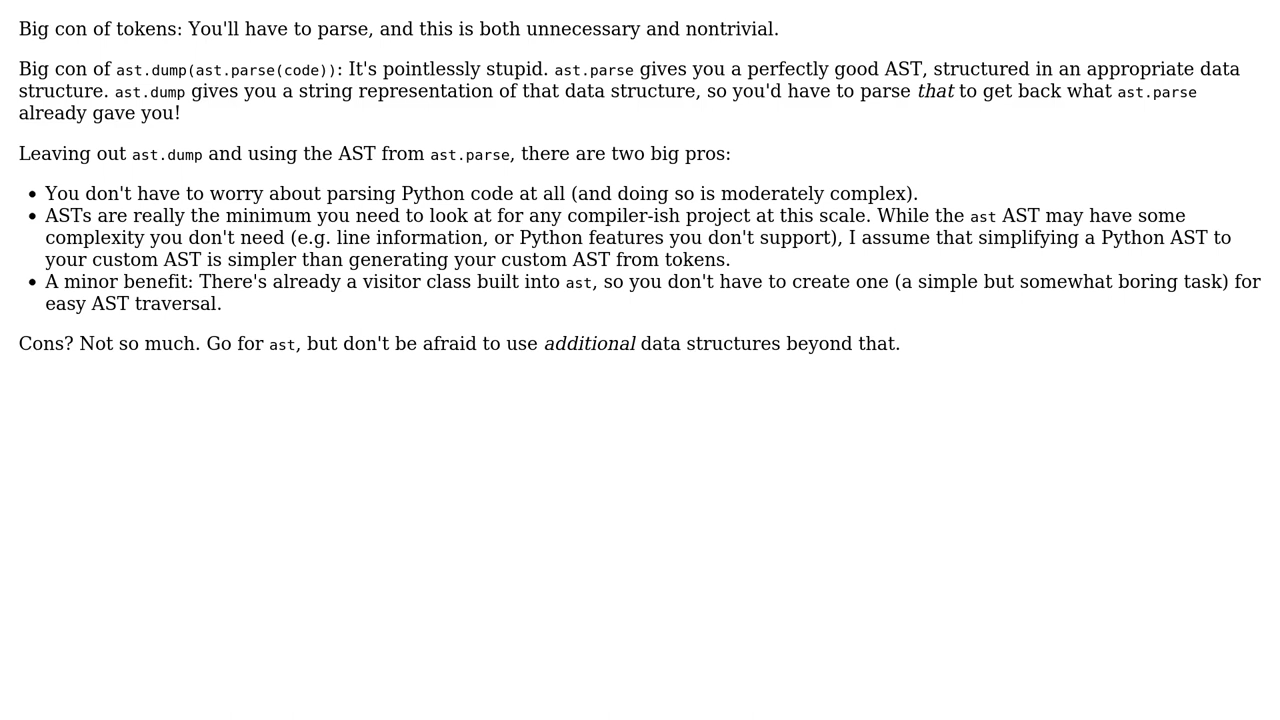 Big con of tokens: You'll have to parse, and this is both unnecessary and nontrivial.
Big con of ast.dump(ast.parse(code)): It's pointlessly stupid. ast.parse gives you a perfectly good AST, structured in an appropriate data
structure. ast.dump gives you a string representation of that data structure, so you'd have to parse that to get back what ast.parse
already gave you!
Leaving out ast.dump and using the AST from ast.parse, there are two big pros:
• You don't have to worry about parsing Python code at all (and doing so is moderately complex).
• ASTs are really the minimum you need to look at for any compiler-ish project at this scale. While the ast AST may have some
complexity you don't need (e.g. line information, or Python features you don't support), I assume that simplifying a Python AST to
your custom AST is simpler than generating your custom AST from tokens.
• A minor benefit: There's already a visitor class built into ast, so you don't have to create one (a simple but somewhat boring task) for
easy AST traversal.
Cons? Not so much. Go for ast, but don't be afraid to use additional data structures beyond that.